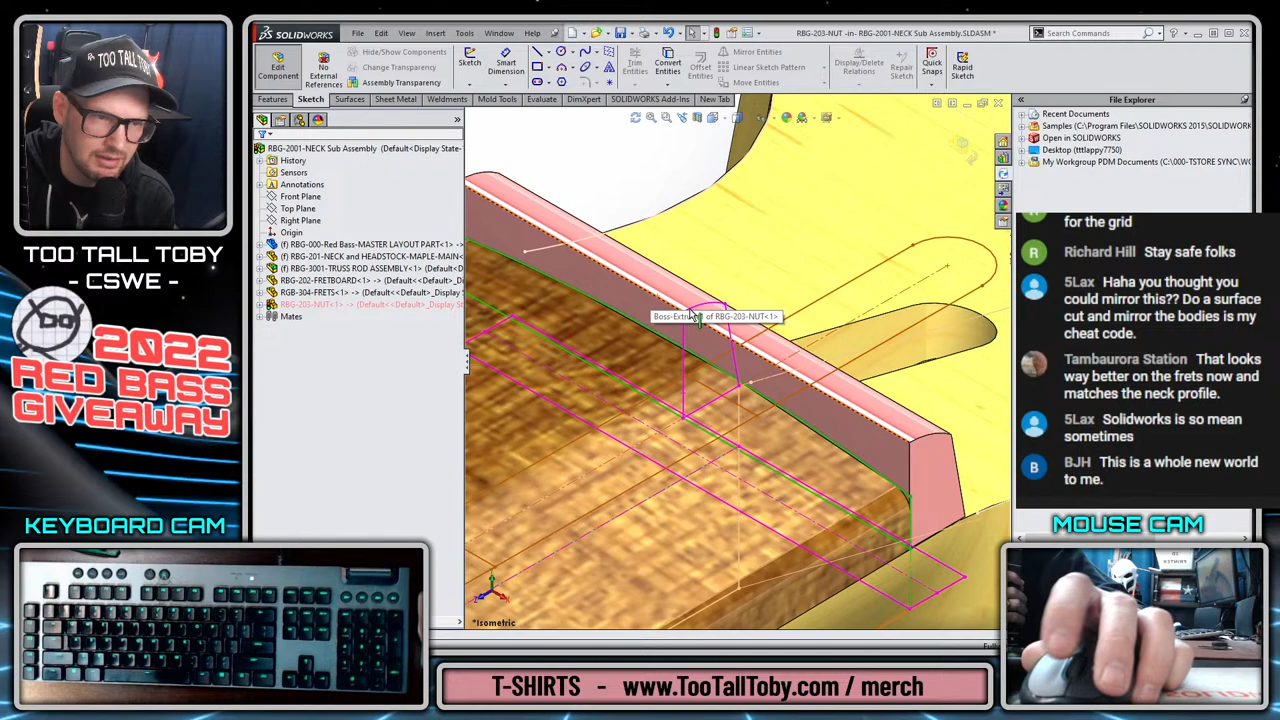 SOLIDWORKS
File Edit View Insert Tools Window Help
RBG-203-NUT -in- RBG-2001-NECK Sub Assembly.SLDASM *
Search Commands
Edit Component
No External References
Hide/Show Components
Change Transparency
Assembly Transparency
Sketch
Smart Dimension
Trim Entities
Convert Entities
Offset Entities
Mirror Entities
Linear Sketch Pattern
Move Entities
Display/Delete Relations
Repair Sketch
Quick Snaps
Rapid Sketch
Features Sketch Surfaces Sheet Metal Weldments Mold Tools Evaluate DimXpert SOLIDWORKS Add-Ins New Tab
RBG-2001-NECK Sub Assembly (Default<Display State-
History
Sensors
Annotations
Front Plane
Top Plane
Right Plane
Origin
(f) RBG-000-Red Bass-MASTER LAYOUT PART<1> ->
(f) RBG-201-NECK and HEADSTOCK-MAPLE-MAIN<
(f) RBG-3001-TRUSS ROD ASSEMBLY<1> (Default<D
RBG-202-FRETBOARD<1> -> (Default<<Default>_Disp
RGB-304-FRETS<1> -> (Default<<Default>_Display S
RBG-203-NUT<1> -> (Default<<Default>_Display St
Mates
Boss-Extrude of RBG-203-NUT<1>
*Isometric
File Explorer
Recent Documents
Samples (C:\Program Files\SOLIDWORKS 2015\SOLIDWORK
Open in SOLIDWORKS
Desktop (tttlappy7750)
My Workgroup PDM Documents (C:\000-TSTORE SYNC\WO
for the grid
Richard Hill Stay safe folks
5Lax Haha you thought you
could mirror this?? Do a surface
cut and mirror the bodies is my
cheat code.
Tambaurora Station That looks
way better on the frets now and
matches the neck profile.
5Lax Solidworks is so mean
sometimes
BJH This is a whole new world
to me.
TOO TALL TOBY
TOO TALL TOBY
- CSWE -
2022
RED BASS
GIVEAWAY
KEYBOARD CAM
MOUSE CAM
T-SHIRTS - www.TooTallToby.com / merch